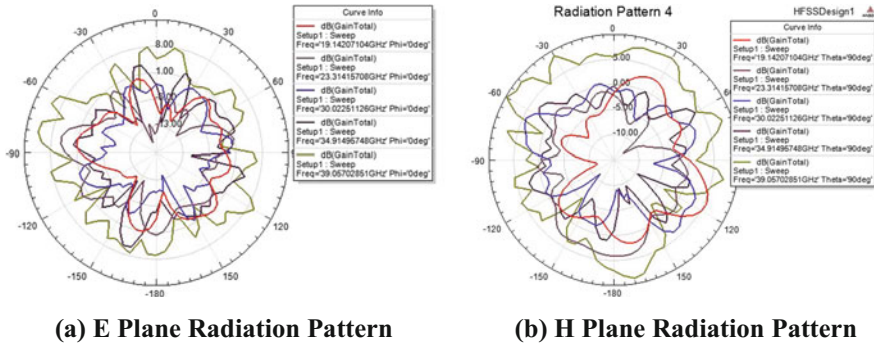 0
-30
30
-60
-90
-120
120
-150
150
-180
8.00
1.00
-13.00
Curve Info
dB(GainTotal)
Setup1 : Sweep
Freq='19.14207104GHz' Phi='0deg'
dB(GainTotal)
Setup1 : Sweep
Freq='23.31415708GHz' Phi='0deg'
dB(GainTotal)
Setup1 : Sweep
Freq='30.02251126GHz' Phi='0deg'
dB(GainTotal)
Setup1 : Sweep
Freq='34.91495748GHz' Phi='0deg'
dB(GainTotal)
Setup1 : Sweep
Freq='39.05702851GHz' Phi='0deg'
(a) E Plane Radiation Pattern
Radiation Pattern 4
HFSSDesign1
0
-30
30
-60
-90
-120
120
-150
150
-180
5.00
0.00
-5.00
-10.00
Curve Info
dB(GainTotal)
Setup1 : Sweep
Freq='19.14207104GHz' Theta='90deg'
dB(GainTotal)
Setup1 : Sweep
Freq='23.31415708GHz' Theta='90deg'
dB(GainTotal)
Setup1 : Sweep
Freq='30.02251126GHz' Theta='90deg'
dB(GainTotal)
Setup1 : Sweep
Freq='34.91495748GHz' Theta='90deg'
dB(GainTotal)
Setup1 : Sweep
Freq='39.05702851GHz' Theta='90deg'
(b) H Plane Radiation Pattern